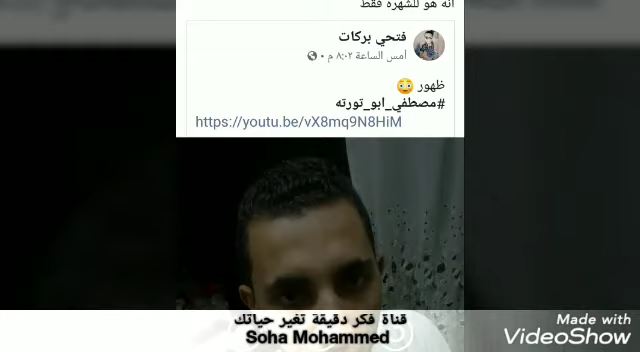 انه هو للشهره فقط
فتحي بركات
أمس الساعة ٨:٠٢ م
ظهور 😳
#مصطفي_ابو_تورته
https://youtu.be/vX8mq9N8HiM
قناة فكر دقيقة تغير حياتك
Soha Mohammed
Made with
VideoShow